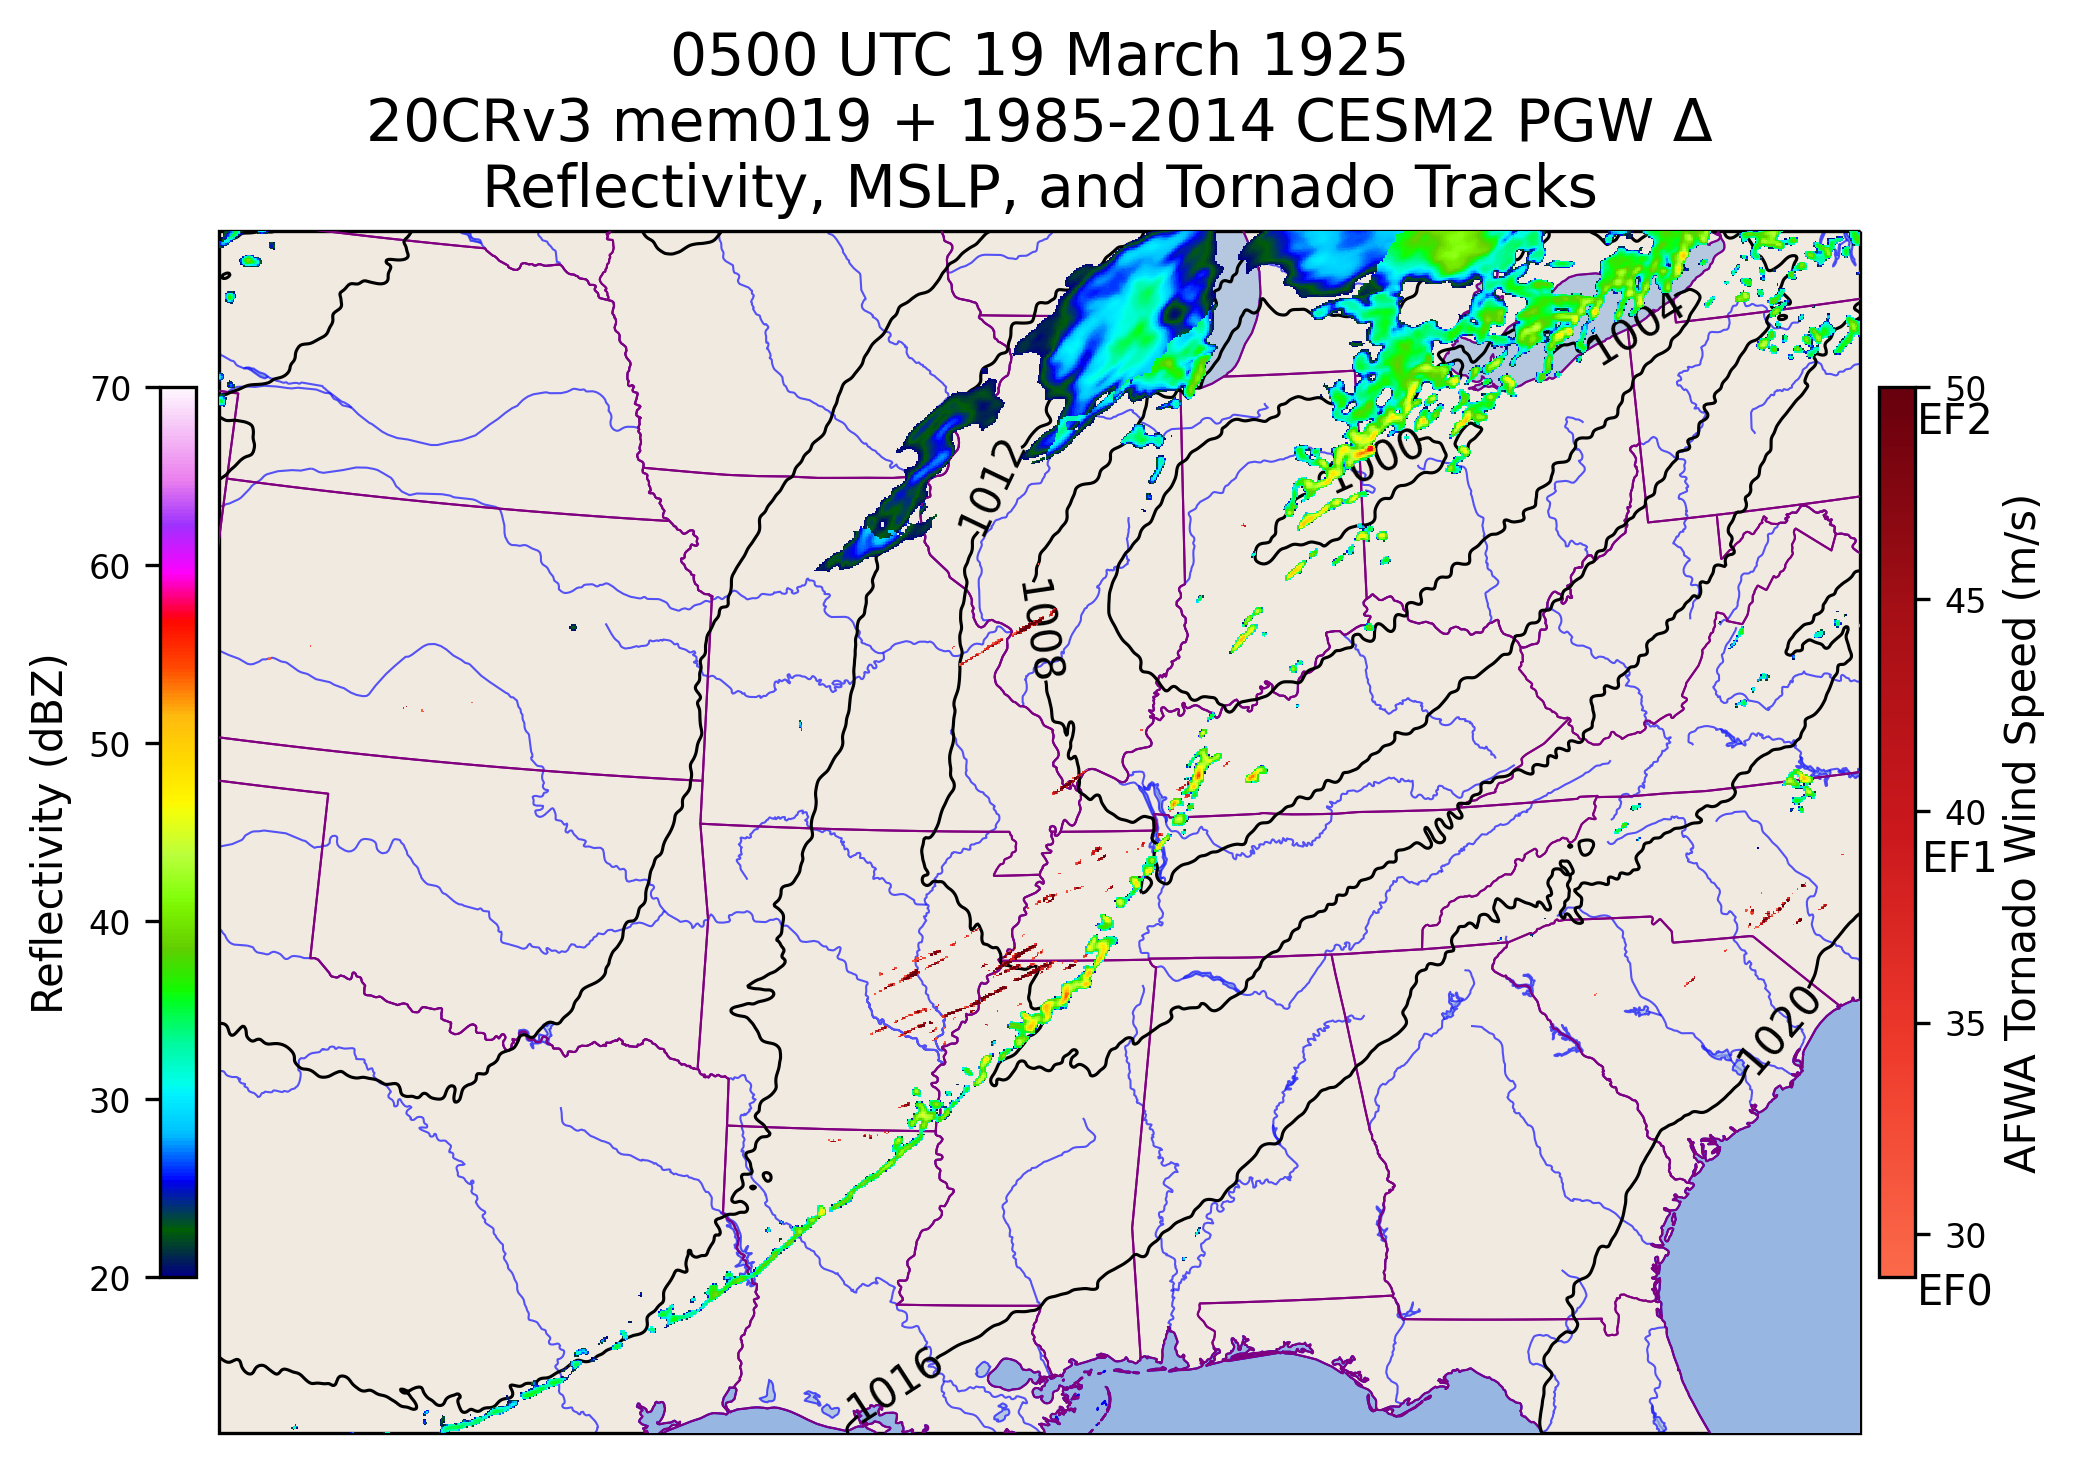 0500 UTC 19 March 1925
20CRv3 mem019 + 1985-2014 CESM2 PGW Δ
Reflectivity, MSLP, and Tornado Tracks
Reflectivity (dBZ)
70
60
50
40
30
20
1004
1000
1012
1008
1020
1016
50
EF2
45
40
EF1
35
30
EF0
AFWA Tornado Wind Speed (m/s)